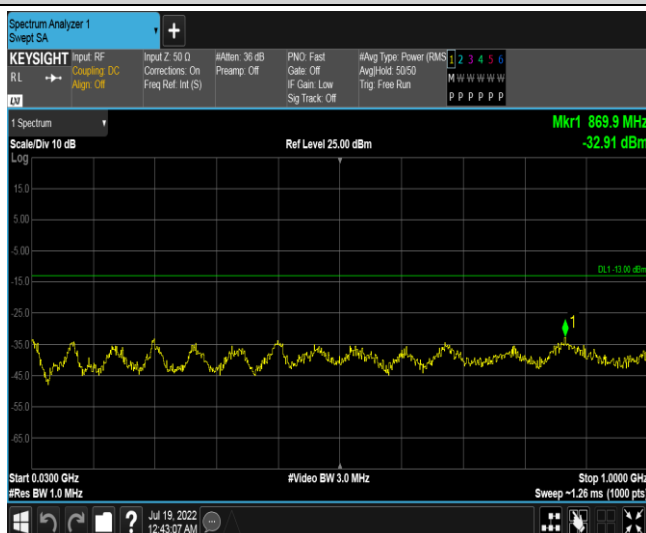 Spectrum Analyzer 1
Swept SA
+
KEYSIGHT
RL
LXI
Input: RF
Coupling: DC
Align: Off
Input Z: 50 Ω
Corrections: On
Freq Ref: Int (S)
#Atten: 36 dB
Preamp: Off
PNO: Fast
Gate: Off
IF Gain: Low
Sig Track: Off
#Avg Type: Power (RMS
Avg|Hold: 50/50
Trig: Free Run
1 2 3 4 5 6
M W W W W W
P P P P P P
1 Spectrum
Scale/Div 10 dB
Ref Level 25.00 dBm
Mkr1 869.9 MHz
-32.91 dBm
Log
15.0
5.00
-5.00
-15.0
-25.0
-35.0
-45.0
-55.0
-65.0
DL1 -13.00 dBm
1
Start 0.0300 GHz
#Res BW 1.0 MHz
#Video BW 3.0 MHz
Stop 1.0000 GHz
Sweep ~1.26 ms (1000 pts)
?
Jul 19, 2022
12:43:07 AM